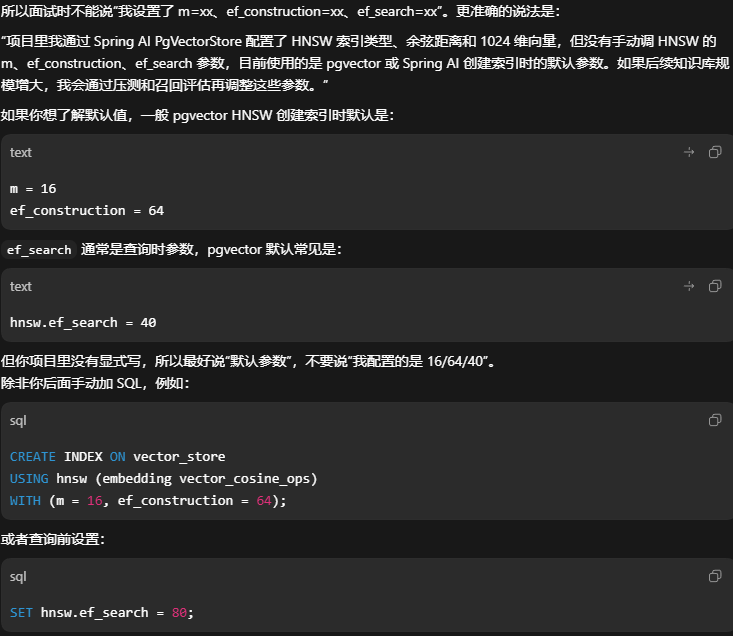 所以面试时不能说“我设置了 m=xx、ef_construction=xx、ef_search=xx”。更准确的说法是：
“项目里我通过 Spring AI PgVectorStore 配置了 HNSW 索引类型、余弦距离和 1024 维向量，但没有手动调 HNSW 的
m、ef_construction、ef_search 参数，目前使用的是 pgvector 或 Spring AI 创建索引时的默认参数。如果后续知识库规
模增大，我会通过压测和召回评估再调整这些参数。”
如果你想了解默认值，一般 pgvector HNSW 创建索引时默认是：
text
m = 16
ef_construction = 64
ef_search 通常是查询时参数，pgvector 默认常见是：
text
hnsw.ef_search = 40
但你项目里没有显式写，所以最好说“默认参数”，不要说“我配置的是 16/64/40”。
除非你后面手动加 SQL，例如：
sql
CREATE INDEX ON vector_store
USING hnsw (embedding vector_cosine_ops)
WITH (m = 16, ef_construction = 64);
或者查询前设置：
sql
SET hnsw.ef_search = 80;